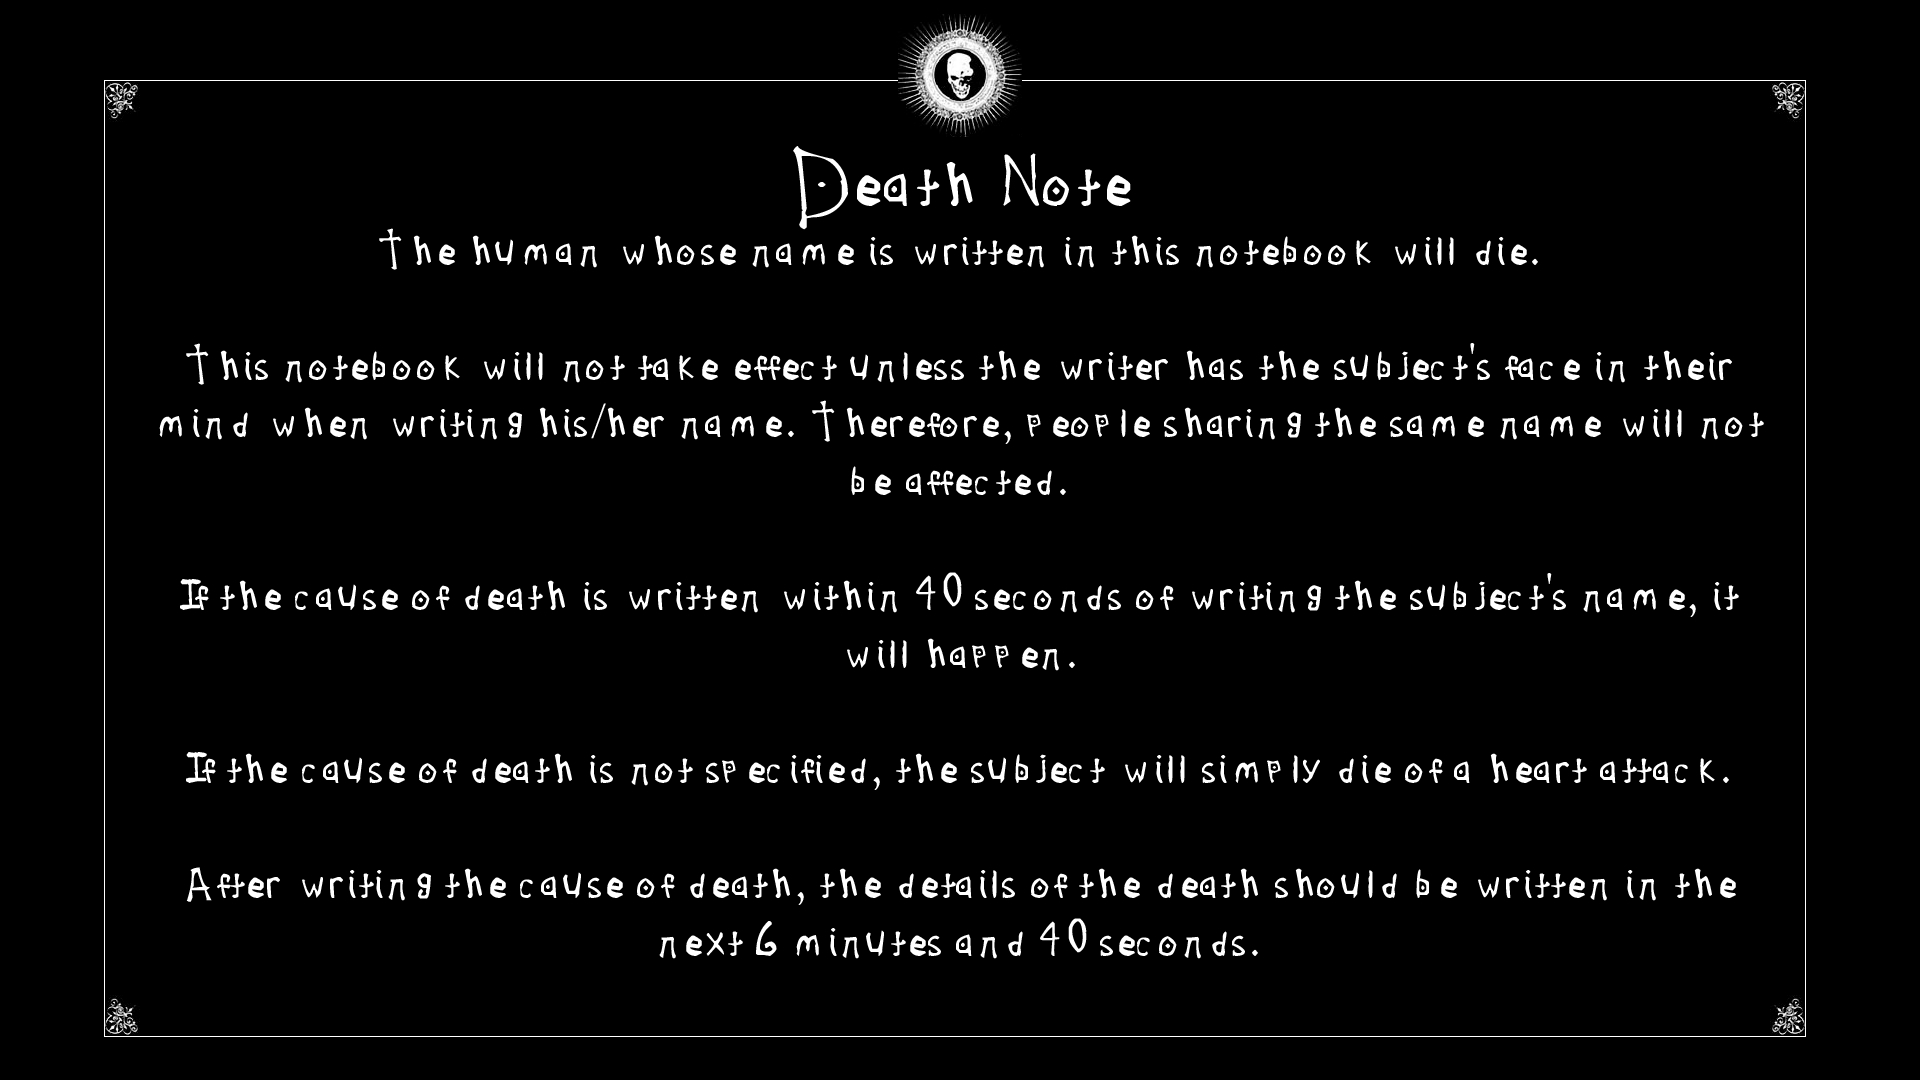 Death Note
The human whose name is written in this notebook will die.
This notebook will not take effect unless the writer has the subject's face in their
mind when writing his/her name. Therefore, people sharing the same name will not
be affected.
If the cause of death is written within 40 seconds of writing the subject's name, it
will happen.
If the cause of death is not specified, the subject will simply die of a heart attack.
After writing the cause of death, the details of the death should be written in the
next 6 minutes and 40 seconds.